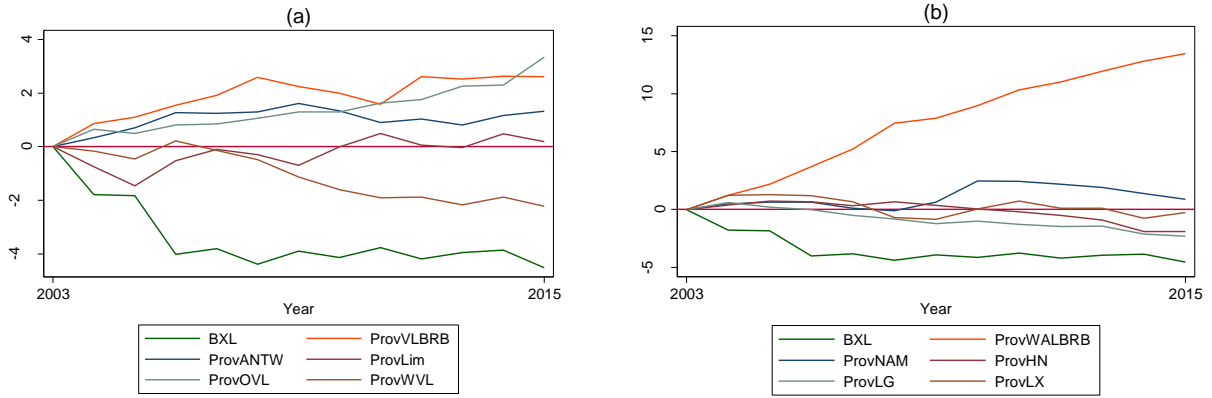 (a)
4
2
0
-2
-4
2003
2015
Year
BXL
ProvVLBRB
ProvANTW
ProvLim
ProvOVL
ProvWVL
(b)
15
10
5
0
-5
2003
2015
Year
BXL
ProvWALBRB
ProvNAM
ProvHN
ProvLG
ProvLX